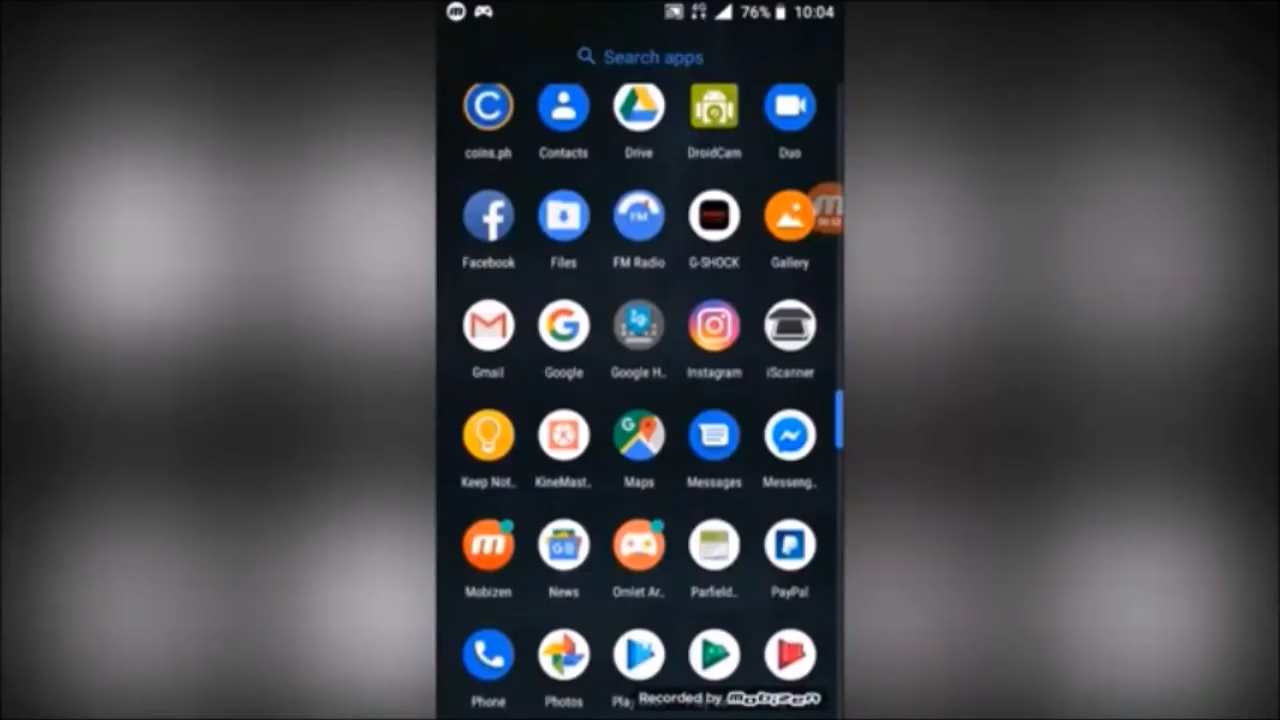 76% 10:04
Search apps
coins.ph Contacts Drive DroidCam Duo
Facebook Files FM Radio G-SHOCK Gallery
Gmail Google Google H.. Instagram iScanner
Keep Not.. KineMast.. Maps Messages Messeng..
Mobizen News Omlet Ar.. Parfield.. PayPal
Phone Photos Play
Recorded by mobizen